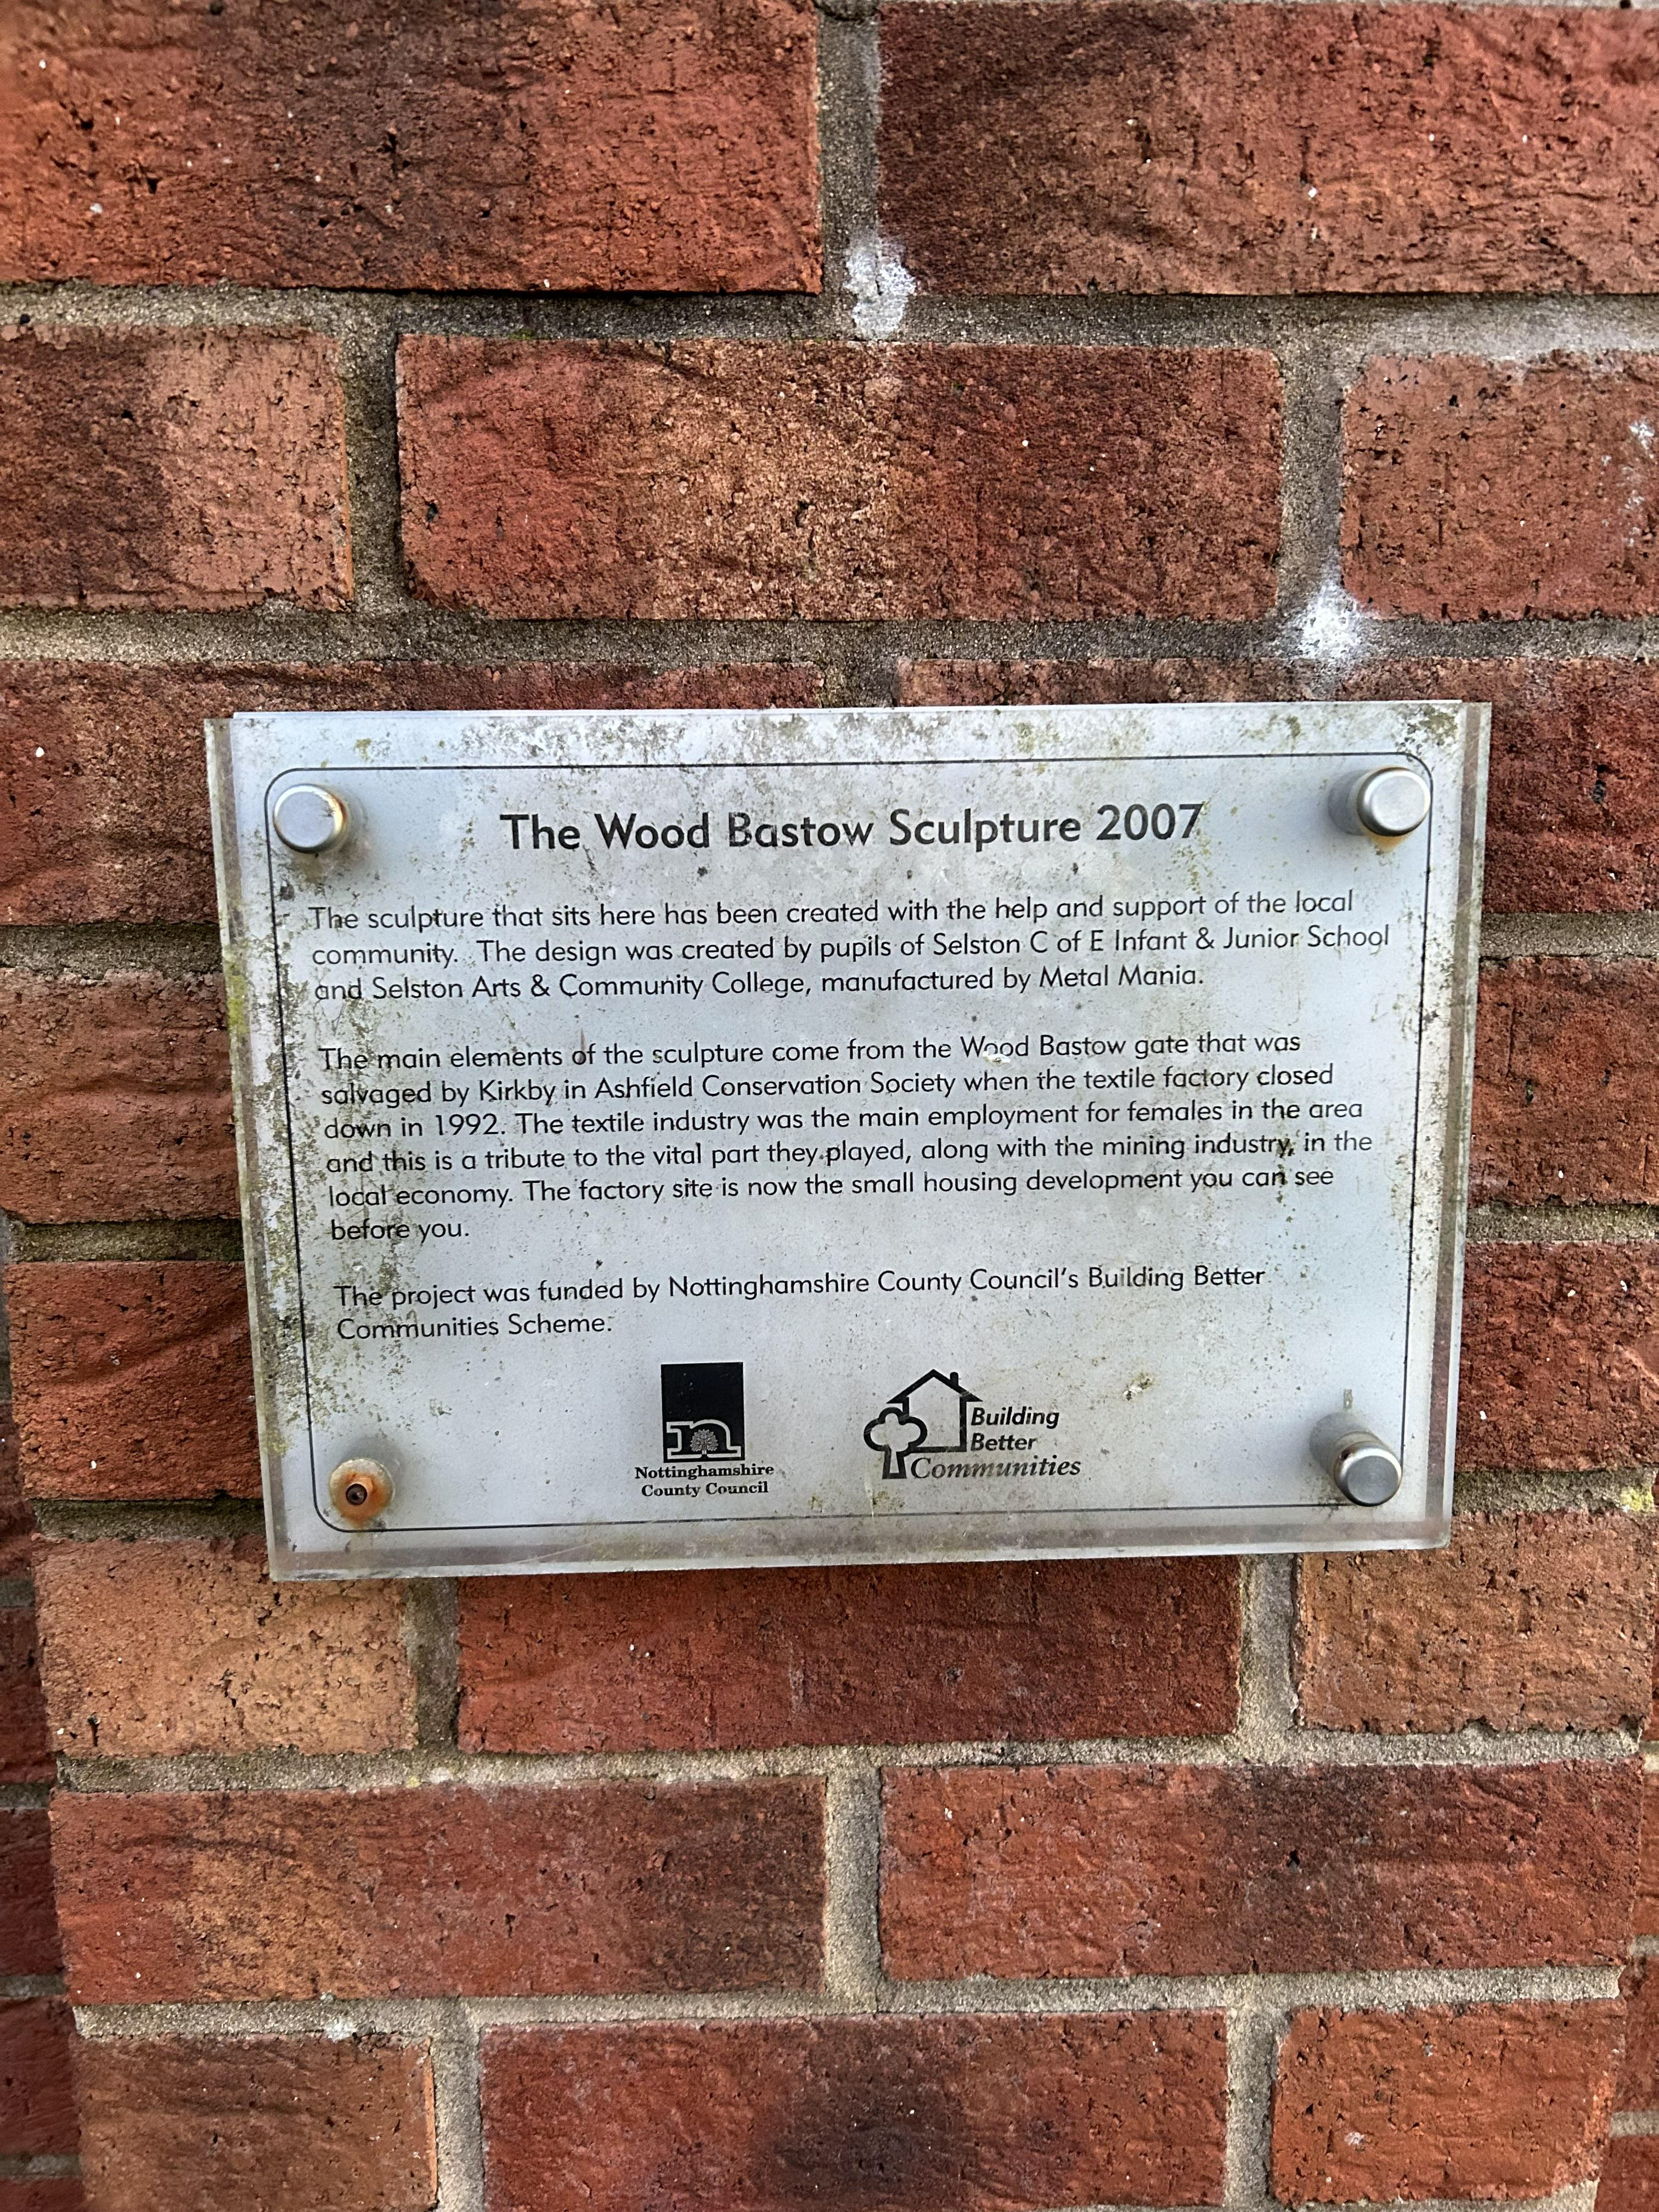 The Wood Bastow Sculpture 2007
The sculpture that sits here has been created with the help and support of the local
community. The design was created by pupils of Selston C of E Infant & Junior School
and Selston Arts & Community College, manufactured by Metal Mania.
The main elements of the sculpture come from the Wood Bastow gate that was
salvaged by Kirkby in Ashfield Conservation Society when the textile factory closed
down in 1992. The textile industry was the main employment for females in the area
and this is a tribute to the vital part they played, along with the mining industry, in the
local economy. The factory site is now the small housing development you can see
before you.
The project was funded by Nottinghamshire County Council's Building Better
Communities Scheme.
n
Nottinghamshire
County Council
Building
Better
Communities